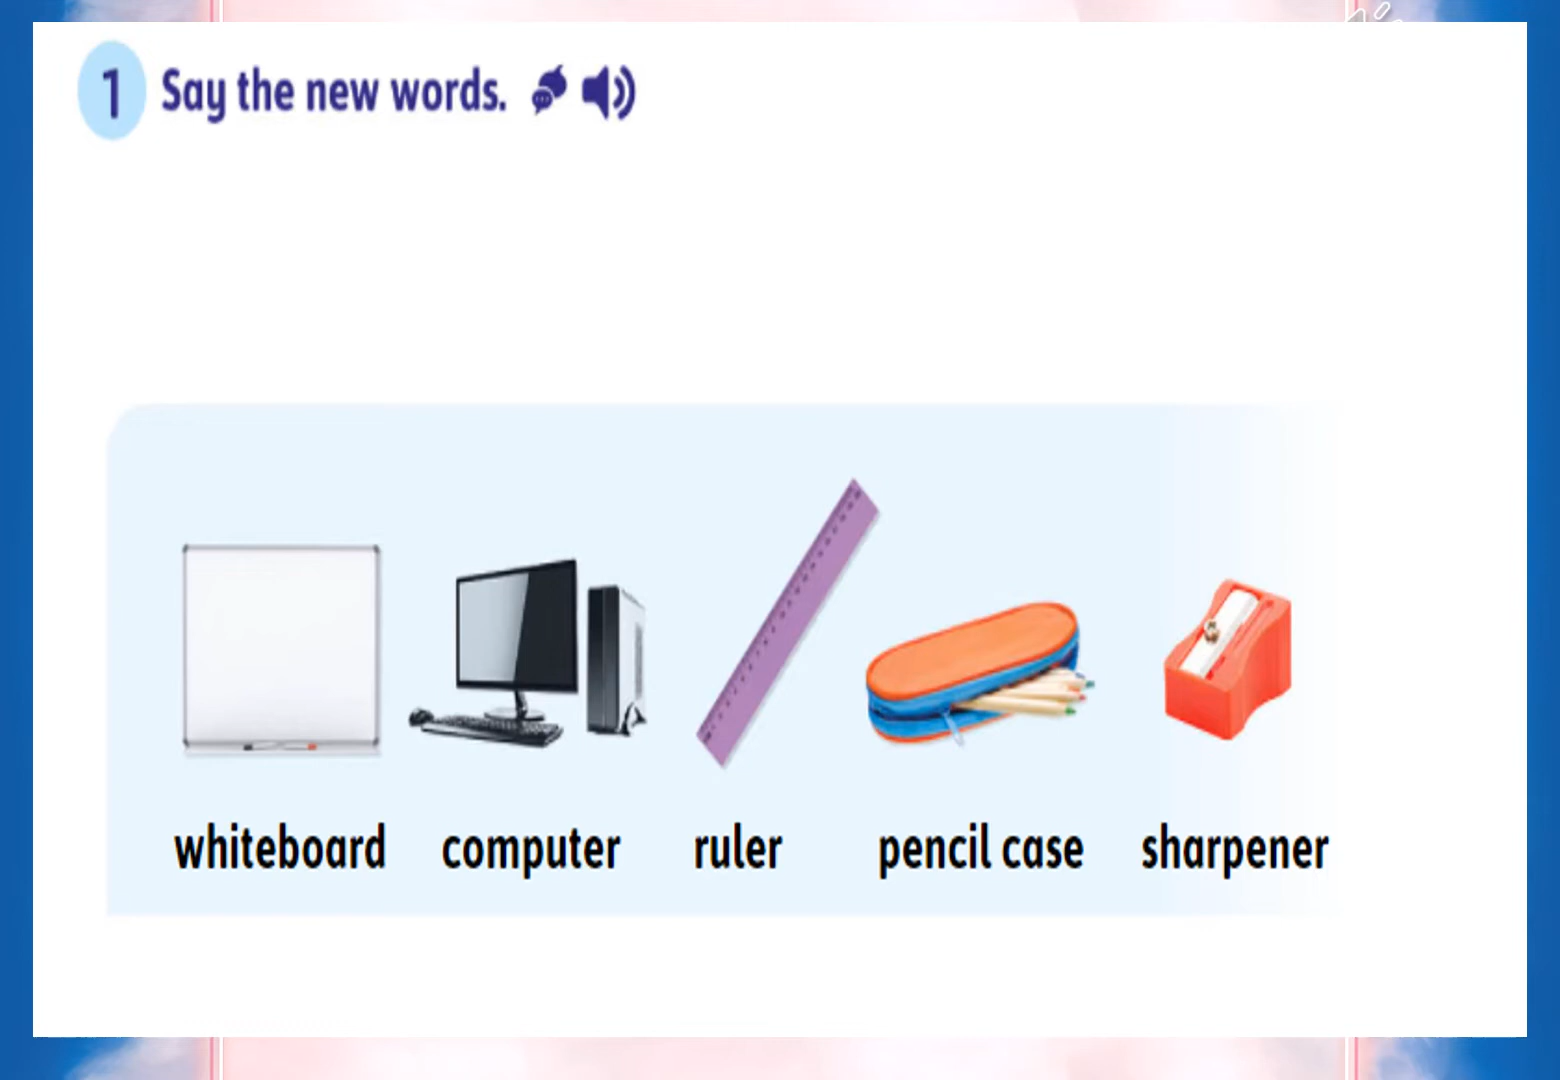 1 Say the new words.
whiteboard computer ruler pencil case sharpener